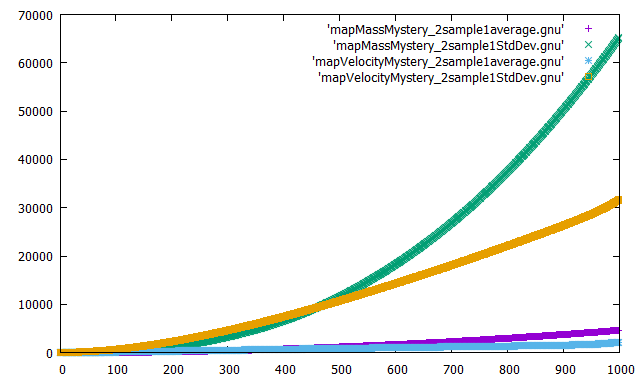 70000
60000
50000
40000
30000
20000
10000
0
'mapMassMystery_2sample1average.gnu'
'mapMassMystery_2sample1StdDev.gnu'
'mapVelocityMystery_2sample1average.gnu'
'mapVelocityMystery_2sample1StdDev.gnu'
0 100 200 300 400 500 600 700 800 900 1000